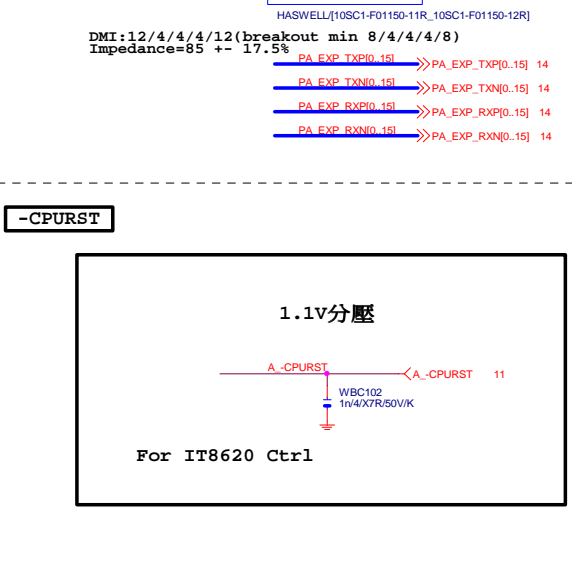 HASWELL/[10SC1-F01150-11R_10SC1-F01150-12R]
DMI:12/4/4/4/12(breakout min 8/4/4/4/8)
Impedance=85 +- 17.5%
PA_EXP_TXP[0..15] PA_EXP_TXP[0..15] 14
PA_EXP_TXN[0..15] PA_EXP_TXN[0..15] 14
PA_EXP_RXP[0..15] PA_EXP_RXP[0..15] 14
PA_EXP_RXN[0..15] PA_EXP_RXN[0..15] 14
-CPURST
1.1V分壓
A_-CPURST A_-CPURST 11
WBC102
1n/4/X7R/50V/K
For IT8620 Ctrl